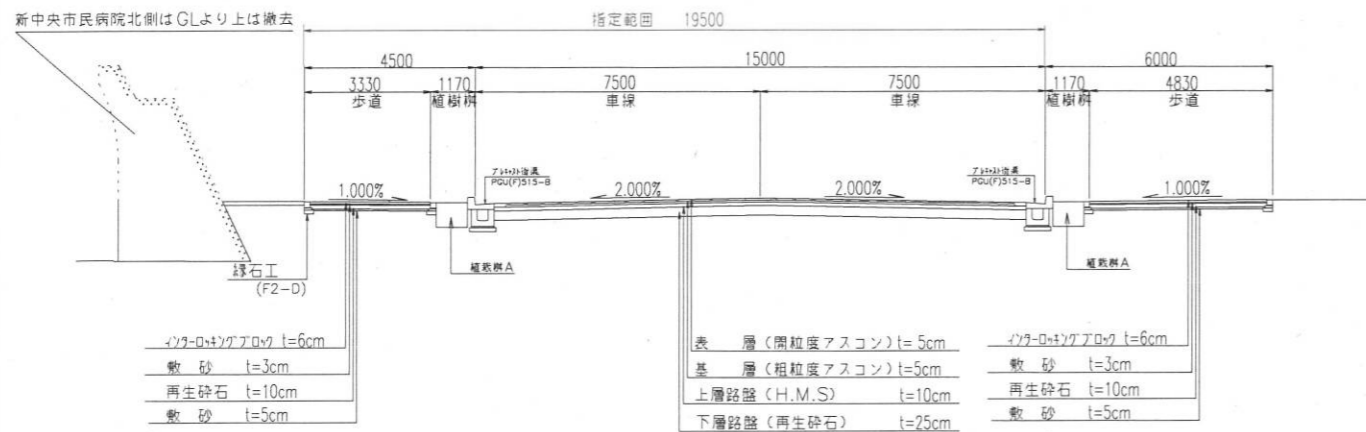 新中央市民病院北側はGLより上は撤去
指定範囲 19500
4500 15000 6000
3330 1170 7500 7500 1170 4830
歩道 植樹桝 車線 車線 植樹桝 歩道
プレキャスト街渠
PGU(F)515-B
プレキャスト街渠
PGU(F)515-B
1.000% 2.000% 2.000% 1.000%
植栽桝A 植栽桝A
縁石工
(F2-D)
インターロッキングブロック t=6cm
敷 砂 t=3cm
再生砕石 t=10cm
敷 砂 t=5cm
表 層(開粒度アスコン)t= 5cm
基 層(粗粒度アスコン)t=5cm
上層路盤(H.M.S) t=10cm
下層路盤(再生砕石) t=25cm
インターロッキングブロック t=6cm
敷 砂 t=3cm
再生砕石 t=10cm
敷 砂 t=5cm